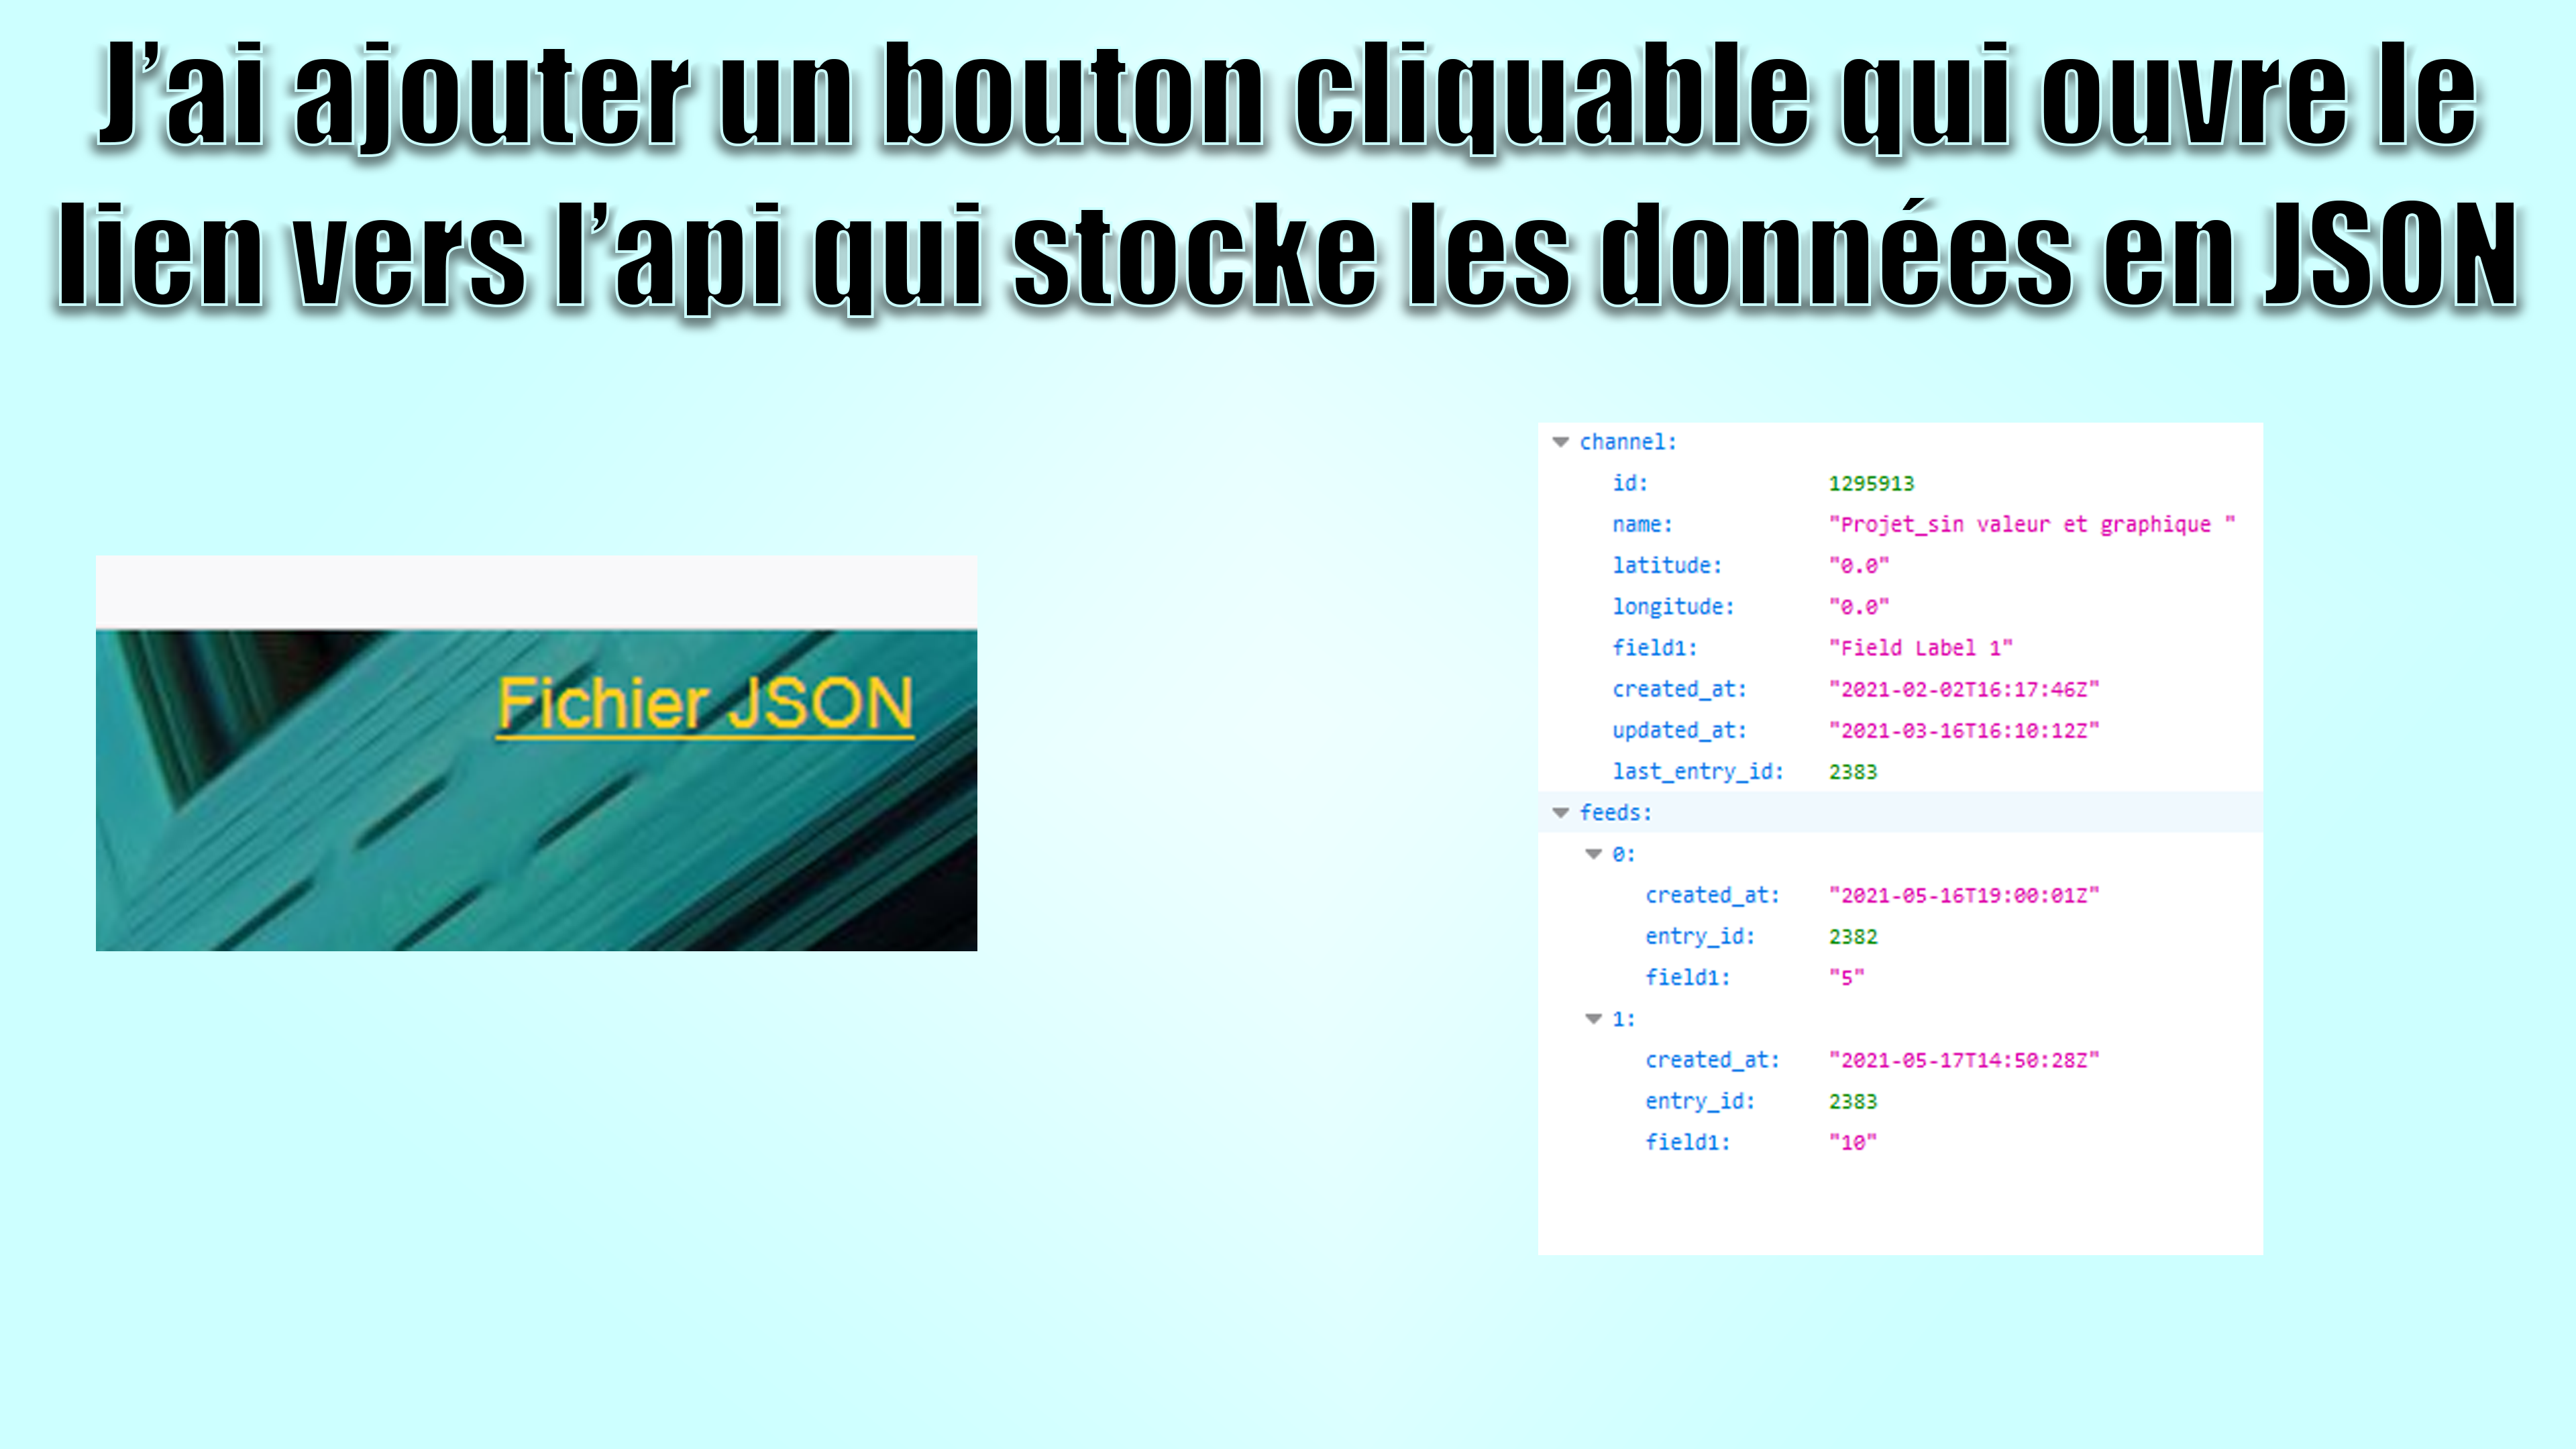 J’ai ajouter un bouton cliquable qui ouvre le
lien vers l’api qui stocke les données en JSON
Fichier JSON
channel:
id: 1295913
name: "Projet_sin valeur et graphique "
latitude: "0.0"
longitude: "0.0"
field1: "Field Label 1"
created_at: "2021-02-02T16:17:46Z"
updated_at: "2021-03-16T16:10:12Z"
last_entry_id: 2383
feeds:
0:
created_at: "2021-05-16T19:00:01Z"
entry_id: 2382
field1: "5"
1:
created_at: "2021-05-17T14:50:28Z"
entry_id: 2383
field1: "10"